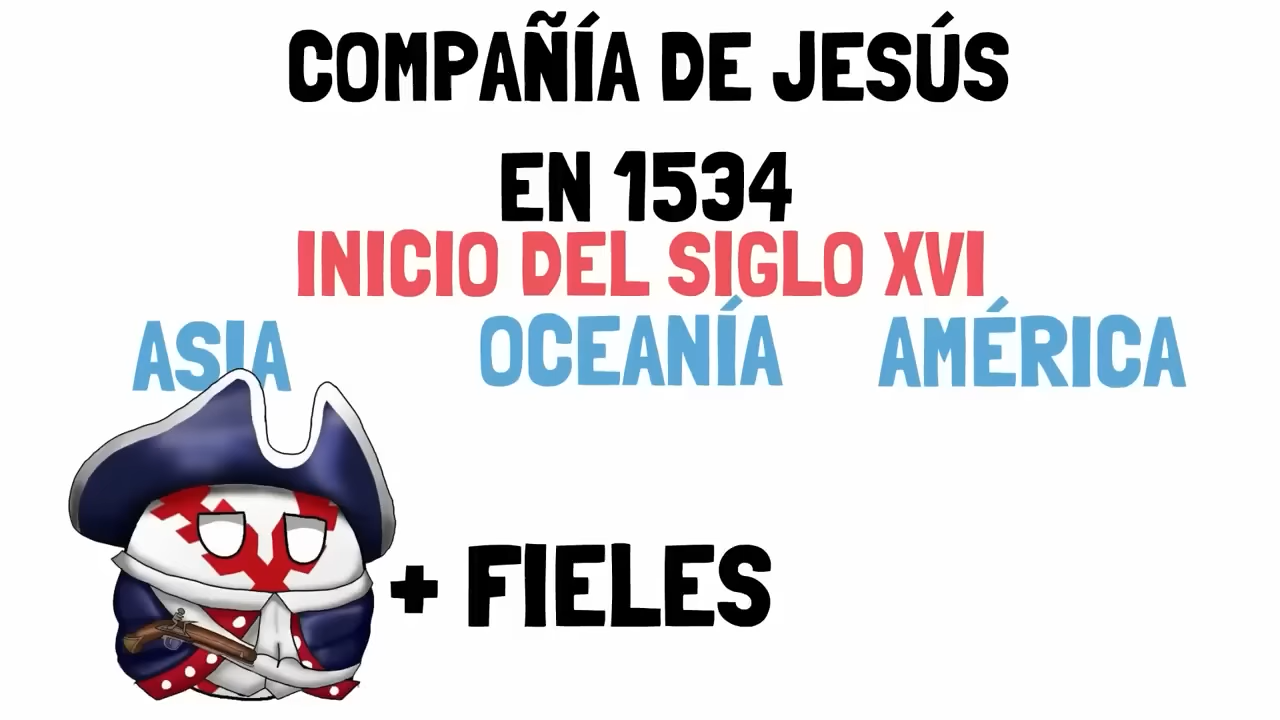 COMPAÑÍA DE JESÚS
EN 1534
INICIO DEL SIGLO XVI
ASIA OCEANÍA AMÉRICA
+ FIELES